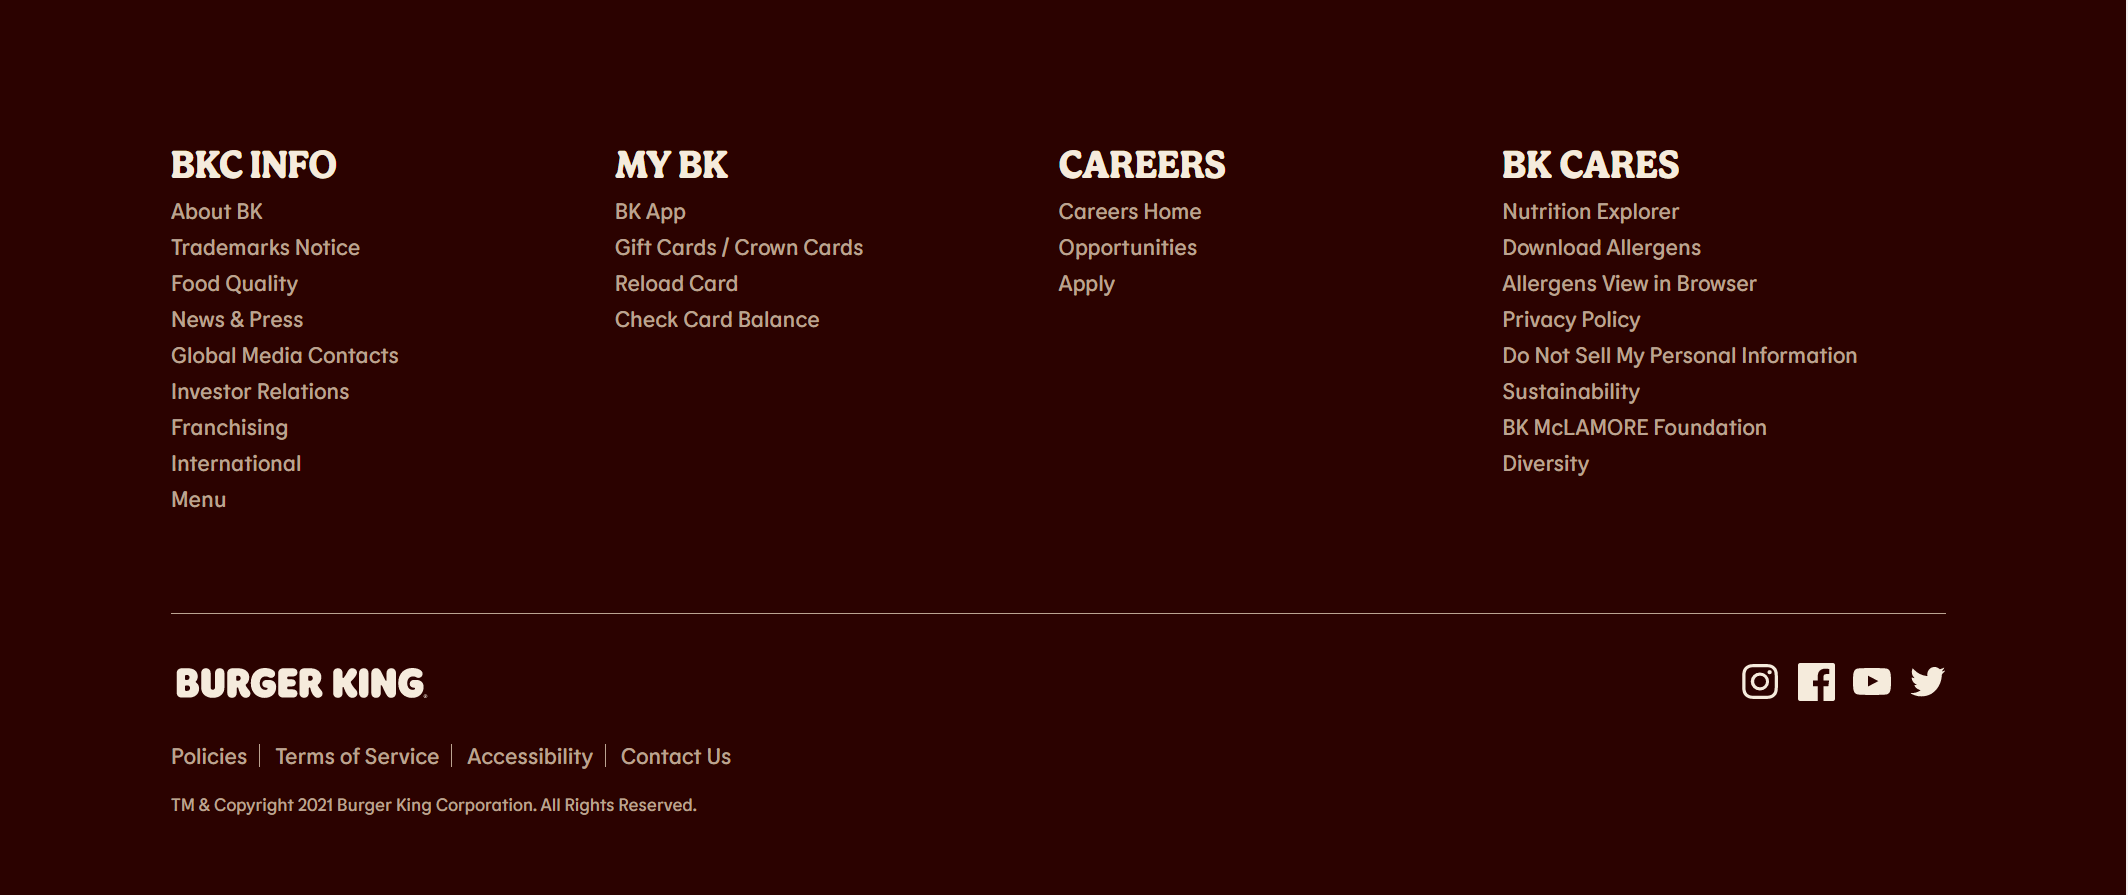 BKC INFO
About BK
Trademarks Notice
Food Quality
News & Press
Global Media Contacts
Investor Relations
Franchising
International
Menu
MY BK
BK App
Gift Cards / Crown Cards
Reload Card
Check Card Balance
CAREERS
Careers Home
Opportunities
Apply
BK CARES
Nutrition Explorer
Download Allergens
Allergens View in Browser
Privacy Policy
Do Not Sell My Personal Information
Sustainability
BK McLAMORE Foundation
Diversity
BURGER KING
Policies | Terms of Service | Accessibility | Contact Us
TM & Copyright 2021 Burger King Corporation. All Rights Reserved.